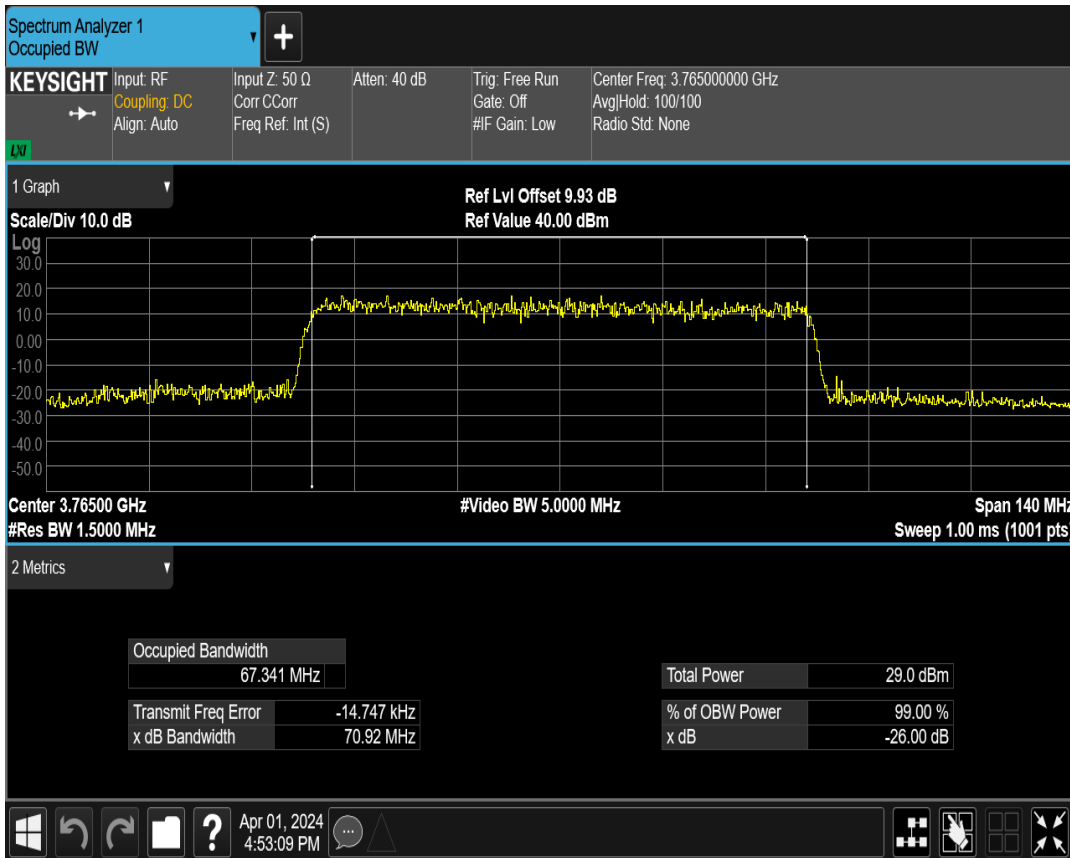 Spectrum Analyzer 1
Occupied BW
KEYSIGHT
LXI
Input: RF
Coupling: DC
Align: Auto
Input Z: 50 Ω
Corr CCorr
Freq Ref: Int (S)
Atten: 40 dB
Trig: Free Run
Gate: Off
#IF Gain: Low
Center Freq: 3.765000000 GHz
Avg|Hold: 100/100
Radio Std: None
1 Graph
Scale/Div 10.0 dB
Ref Lvl Offset 9.93 dB
Ref Value 40.00 dBm
Log
30.0
20.0
10.0
0.00
-10.0
-20.0
-30.0
-40.0
-50.0
Center 3.76500 GHz
#Res BW 1.5000 MHz
#Video BW 5.0000 MHz
Span 140 MHz
Sweep 1.00 ms (1001 pts)
2 Metrics
Occupied Bandwidth
67.341 MHz
Transmit Freq Error -14.747 kHz
x dB Bandwidth 70.92 MHz
Total Power 29.0 dBm
% of OBW Power 99.00 %
x dB -26.00 dB
?
Apr 01, 2024
4:53:09 PM